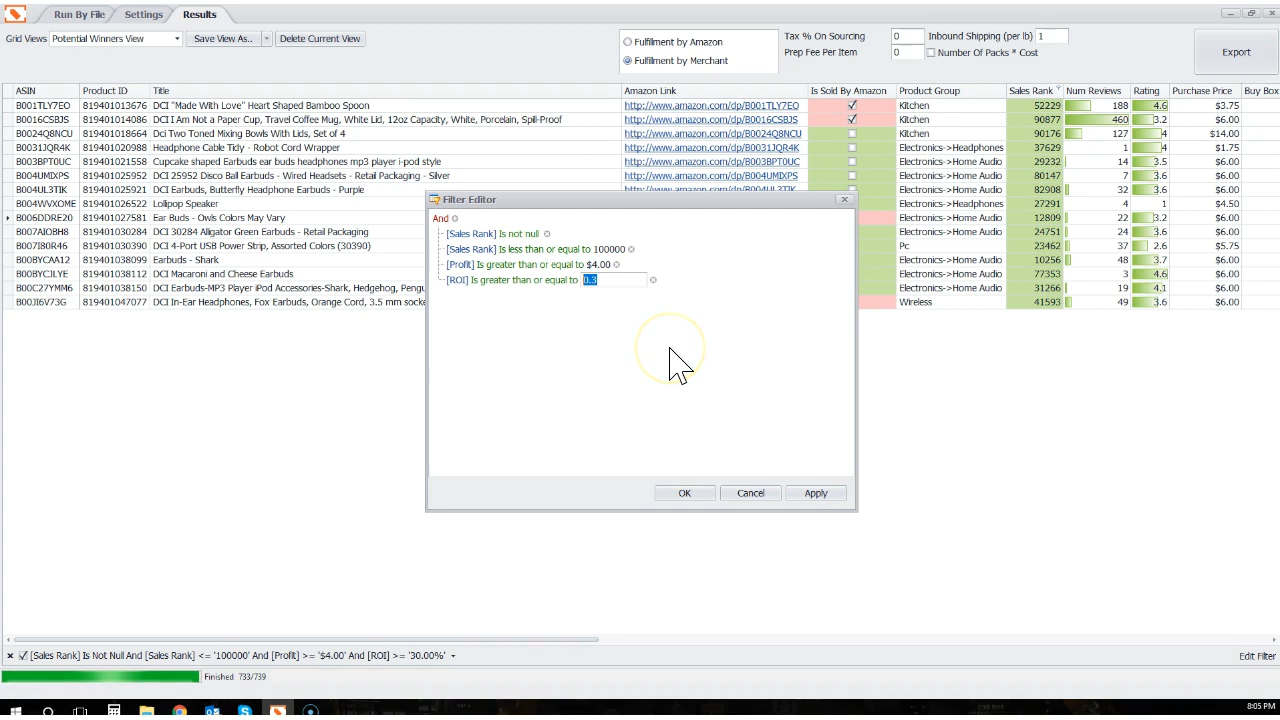 Run By File Settings Results
Grid Views Potential Winners View Save View As.. Delete Current View
Fulfilment by Amazon
Fulfilment by Merchant
Tax % On Sourcing 0 Inbound Shipping (per lb) 1
Prep Fee Per Item 0 Number Of Packs * Cost
Export
ASIN Product ID Title Amazon Link Is Sold By Amazon Product Group Sales Rank Num Reviews Rating Purchase Price Buy Box
B001TLY7EO 819401013676 DCI "Made With Love" Heart Shaped Bamboo Spoon http://www.amazon.com/dp/B001TLY7EO Kitchen 52229 188 4.6 $3.75
B0016CSBJS 819401014086 DCI I Am Not a Paper Cup, Travel Coffee Mug, White Lid, 12oz Capacity, White, Porcelain, Spil-Proof http://www.amazon.com/dp/B0016CSBJS Kitchen 90877 460 3.2 $6.00
B0024Q8NCU 819401018664 Dci Two Toned Mixing Bowls With Lids, Set of 4 http://www.amazon.com/dp/B0024Q8NCU Kitchen 90176 127 4 $14.00
B0031JQR4K 819401020988 Headphone Cable Tidy - Robot Cord Wrapper http://www.amazon.com/dp/B0031JQR4K Electronics->Headphones 37629 1 4 $1.75
B003BPT0UC 819401021559 Cupcake shaped Earbuds ear buds headphones mp3 player i-pod style http://www.amazon.com/dp/B003BPT0UC Electronics->Home Audio 29232 14 3.5 $6.00
B004UMIXPS 819401025952 DCI 25952 Disco Ball Earbuds - Wired Headsets - Retail Packaging - Silver http://www.amazon.com/dp/B004UMIXPS Electronics->Home Audio 80147 7 3.6 $6.00
B004UL3TIK 819401025921 DCI Earbuds, Butterfly Headphone Earbuds - Purple http://www.amazon.com/dp/B004UL3TIK Electronics->Home Audio 82908 32 3.6 $6.00
B004WVXOME 819401026522 Lollipop Speaker Electronics->Headphones 27291 4 1 $4.50
B006DDRE20 819401027581 Ear Buds - Owls Colors May Vary Electronics->Home Audio 12809 22 3.2 $6.00
B007AIOBH8 819401030284 DCI 30284 Aligator Green Earbuds - Retail Packaging Electronics->Home Audio 24751 24 3.5 $6.00
B007I80R46 819401030390 DCI 4-Port USB Power Strip, Assorted Colors (30390) Pc 23462 37 2.6 $5.75
B00BYCAA12 819401038105 Earbuds - Shark Electronics->Home Audio 10256 48 3.7 $6.00
B00BYCJLYE 819401038112 DCI Macaroni and Cheese Earbuds Electronics->Home Audio 77353 3 4.6 $6.00
B00C27YMM6 819401038150 DCI Earbuds-MP3 Player iPod Accessories-Shark, Hedgehog, Pengu Electronics->Home Audio 31266 19 4.1 $6.00
B00JI6V73G 819401047077 DCI In-Ear Headphones, Fox Earbuds, Orange Cord, 3.5 mm socke Wireless 41593 49 3.6 $6.00
Filter Editor
And
[Sales Rank] Is not null
[Sales Rank] Is less than or equal to 100000
[Profit] Is greater than or equal to $4.00
[ROI] Is greater than or equal to 0.3
OK Cancel Apply
[Sales Rank] Is Not Null And [Sales Rank] <= '100000' And [Profit] >= '$4.00' And [ROI] >= '30.00%' Edit Filter
Finished 733/739
8:05 PM